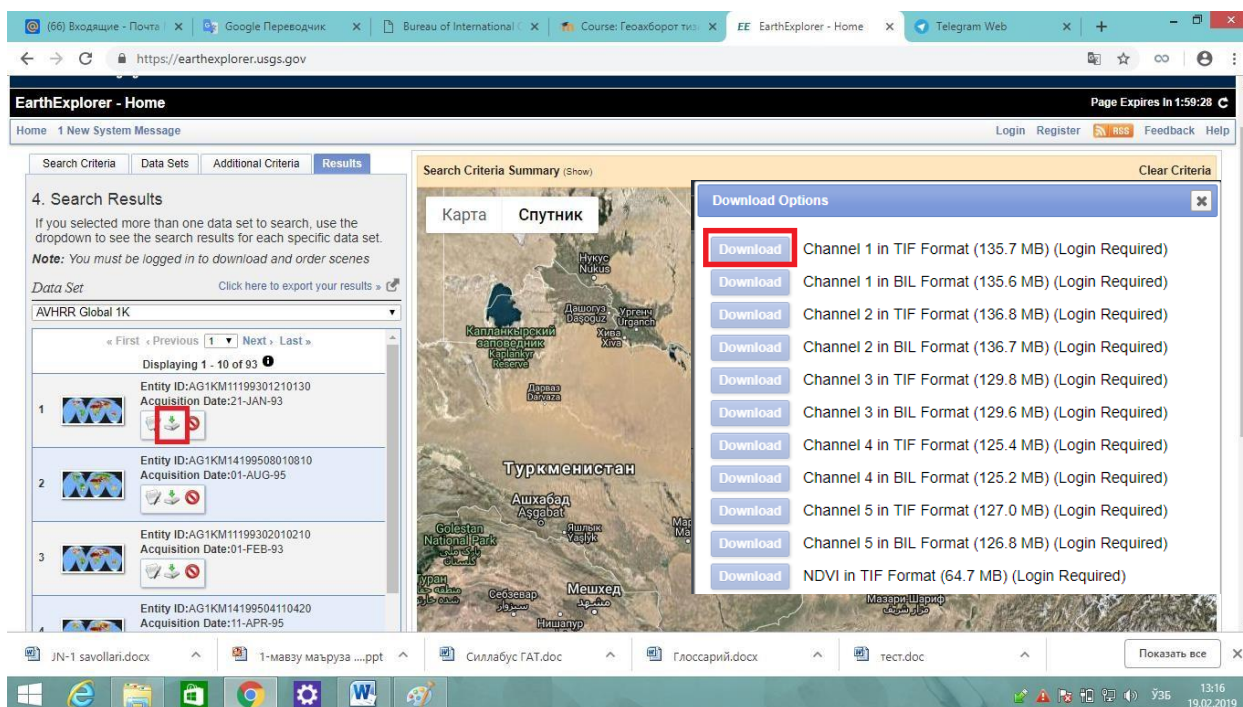 (66) Входящие - Почта
Google Переводчик
Bureau of International C
Course: Геоахборот тизи
EE EarthExplorer - Home
Telegram Web
https://earthexplorer.usgs.gov
EarthExplorer - Home
Page Expires In 1:59:28
Home 1 New System Message
Login Register RSS Feedback Help
Search Criteria Data Sets Additional Criteria Results
4. Search Results
If you selected more than one data set to search, use the
dropdown to see the search results for each specific data set.
Note: You must be logged in to download and order scenes
Data Set Click here to export your results »
AVHRR Global 1K
« First ‹ Previous 1 Next › Last »
Displaying 1 - 10 of 93
1
Entity ID:AG1KM11199301210130
Acquisition Date:21-JAN-93
2
Entity ID:AG1KM14199508010810
Acquisition Date:01-AUG-95
3
Entity ID:AG1KM11199302010210
Acquisition Date:01-FEB-93
Entity ID:AG1KM14199504110420
Acquisition Date:11-APR-95
Search Criteria Summary (Show)
Clear Criteria
Карта Спутник
Нукус
Nukus
Дашогуз
Daşoguz
Ургенч
Urganch
Хива
Xiva
Капланкырский
заповедник
Kaplankyr
Reserve
Дарваз
Darvaza
Туркменистан
Ашхабад
Aşgabat
Golestan
National Park
Яшлык
Yaşlyk
Мар
Ma
Себзевар
سبزوار
Мешхед
مشهد
Нишапур
Мазари-Шариф
مزار شریف
Download Options
Download Channel 1 in TIF Format (135.7 MB) (Login Required)
Download Channel 1 in BIL Format (135.6 MB) (Login Required)
Download Channel 2 in TIF Format (136.8 MB) (Login Required)
Download Channel 2 in BIL Format (136.7 MB) (Login Required)
Download Channel 3 in TIF Format (129.8 MB) (Login Required)
Download Channel 3 in BIL Format (129.6 MB) (Login Required)
Download Channel 4 in TIF Format (125.4 MB) (Login Required)
Download Channel 4 in BIL Format (125.2 MB) (Login Required)
Download Channel 5 in TIF Format (127.0 MB) (Login Required)
Download Channel 5 in BIL Format (126.8 MB) (Login Required)
Download NDVI in TIF Format (64.7 MB) (Login Required)
JN-1 savollari.docx
1-мавзу маъруза ....ppt
Силлабус ГАТ.doc
Глоссарий.docx
тест.doc
Показать все
ЎЗБ
13:16
19.02.2019